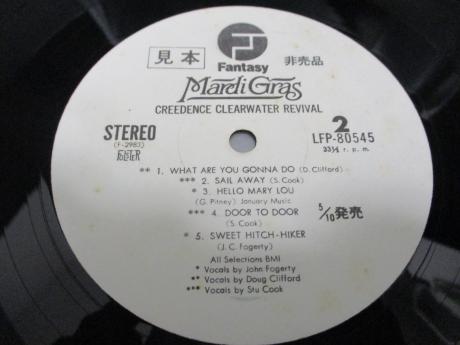 見本
Fantasy
非売品
Mardi Gras
CREEDENCE CLEARWATER REVIVAL
STEREO
(F-2983)
2
LFP-80545
33⅓ r. p. m.
** 1. WHAT ARE YOU GONNA DO (D. Clifford)
*** 2. SAIL AWAY (S. Cook)
* 3. HELLO MARY LOU
(G. Pitney) January Music
*** 4. DOOR TO DOOR
(S. Cook)
5/10発売
* 5. SWEET HITCH-HIKER
(J. C. Fogerty)
All Selections BMI
* Vocals by John Fogerty
** Vocals by Doug Clifford
*** Vocals by Stu Cook